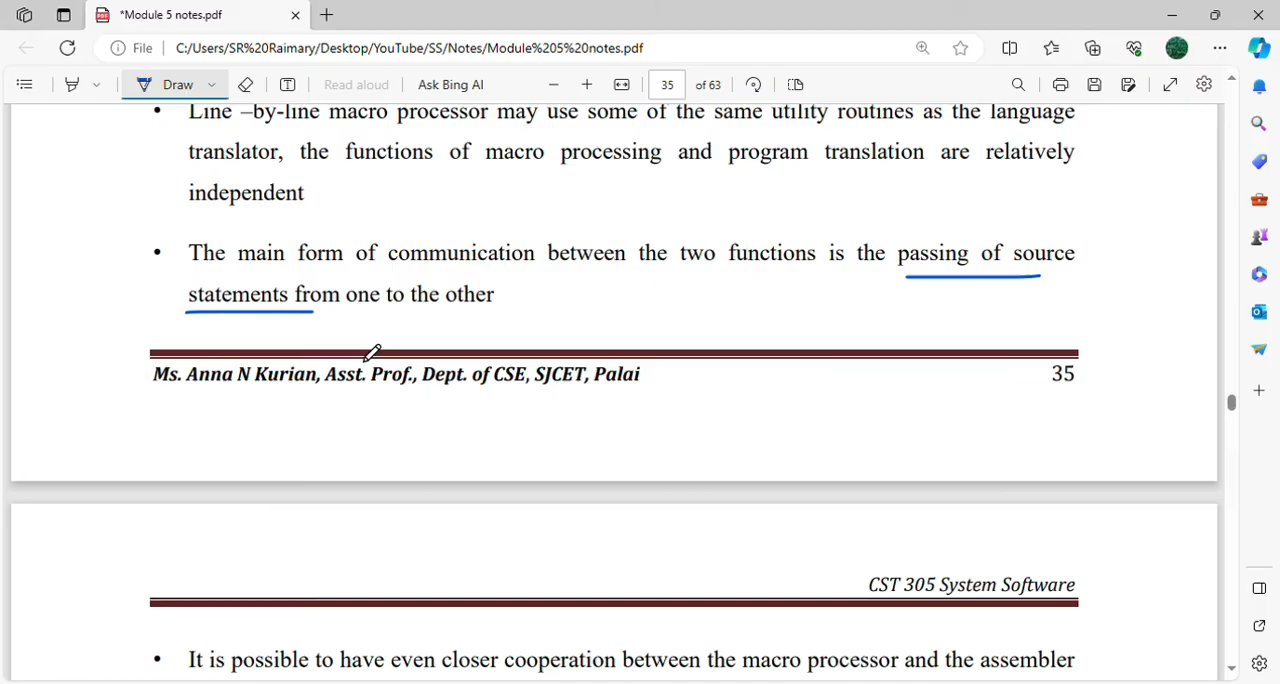 *Module 5 notes.pdf
File
C:/Users/SR%20Raimary/Desktop/YouTube/SS/Notes/Module%205%20notes.pdf
Draw
Read aloud
Ask Bing AI
35
of 63
• Line –by-line macro processor may use some of the same utility routines as the language
translator, the functions of macro processing and program translation are relatively
independent
• The main form of communication between the two functions is the passing of source
statements from one to the other
Ms. Anna N Kurian, Asst. Prof., Dept. of CSE, SJCET, Palai
35
CST 305 System Software
• It is possible to have even closer cooperation between the macro processor and the assembler